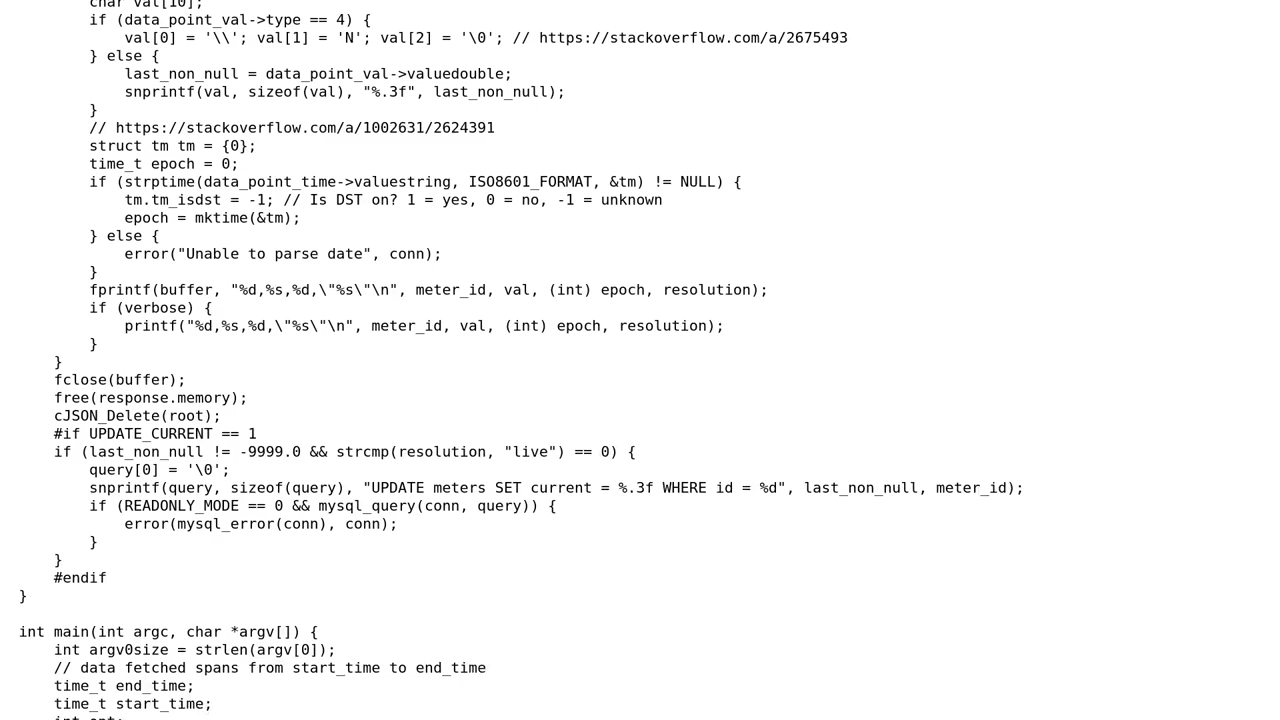 char val[10];
if (data_point_val->type == 4) {
val[0] = '\\'; val[1] = 'N'; val[2] = '\0'; // https://stackoverflow.com/a/2675493
} else {
last_non_null = data_point_val->valuedouble;
snprintf(val, sizeof(val), "%.3f", last_non_null);
}
// https://stackoverflow.com/a/1002631/2624391
struct tm tm = {0};
time_t epoch = 0;
if (strptime(data_point_time->valuestring, ISO8601_FORMAT, &tm) != NULL) {
tm.tm_isdst = -1; // Is DST on? 1 = yes, 0 = no, -1 = unknown
epoch = mktime(&tm);
} else {
error("Unable to parse date", conn);
}
fprintf(buffer, "%d,%s,%d,\"%s\"\n", meter_id, val, (int) epoch, resolution);
if (verbose) {
printf("%d,%s,%d,\"%s\"\n", meter_id, val, (int) epoch, resolution);
}
}
fclose(buffer);
free(response.memory);
cJSON_Delete(root);
#if UPDATE_CURRENT == 1
if (last_non_null != -9999.0 && strcmp(resolution, "live") == 0) {
query[0] = '\0';
snprintf(query, sizeof(query), "UPDATE meters SET current = %.3f WHERE id = %d", last_non_null, meter_id);
if (READONLY_MODE == 0 && mysql_query(conn, query)) {
error(mysql_error(conn), conn);
}
}
#endif
}
int main(int argc, char *argv[]) {
int argv0size = strlen(argv[0]);
// data fetched spans from start_time to end_time
time_t end_time;
time_t start_time;
int opt;